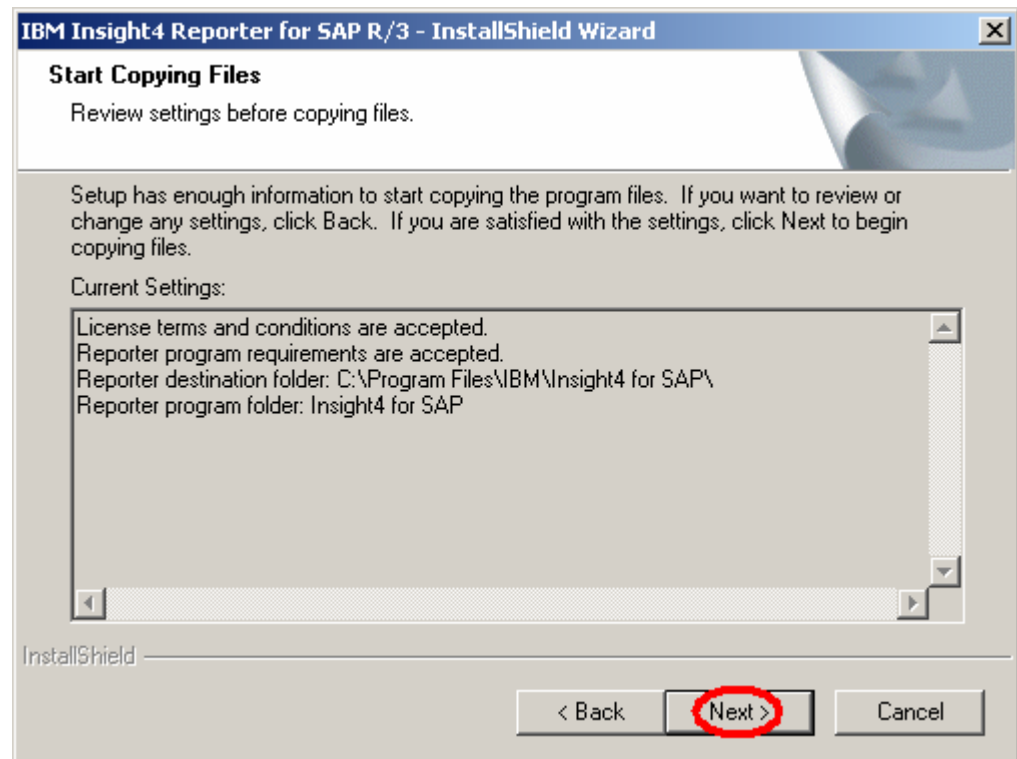 IBM Insight4 Reporter for SAP R/3 - InstallShield Wizard
Start Copying Files
Review settings before copying files.
Setup has enough information to start copying the program files. If you want to review or
change any settings, click Back. If you are satisfied with the settings, click Next to begin
copying files.
Current Settings:
License terms and conditions are accepted.
Reporter program requirements are accepted.
Reporter destination folder: C:\Program Files\IBM\Insight4 for SAP\
Reporter program folder: Insight4 for SAP
InstallShield
< Back Next > Cancel